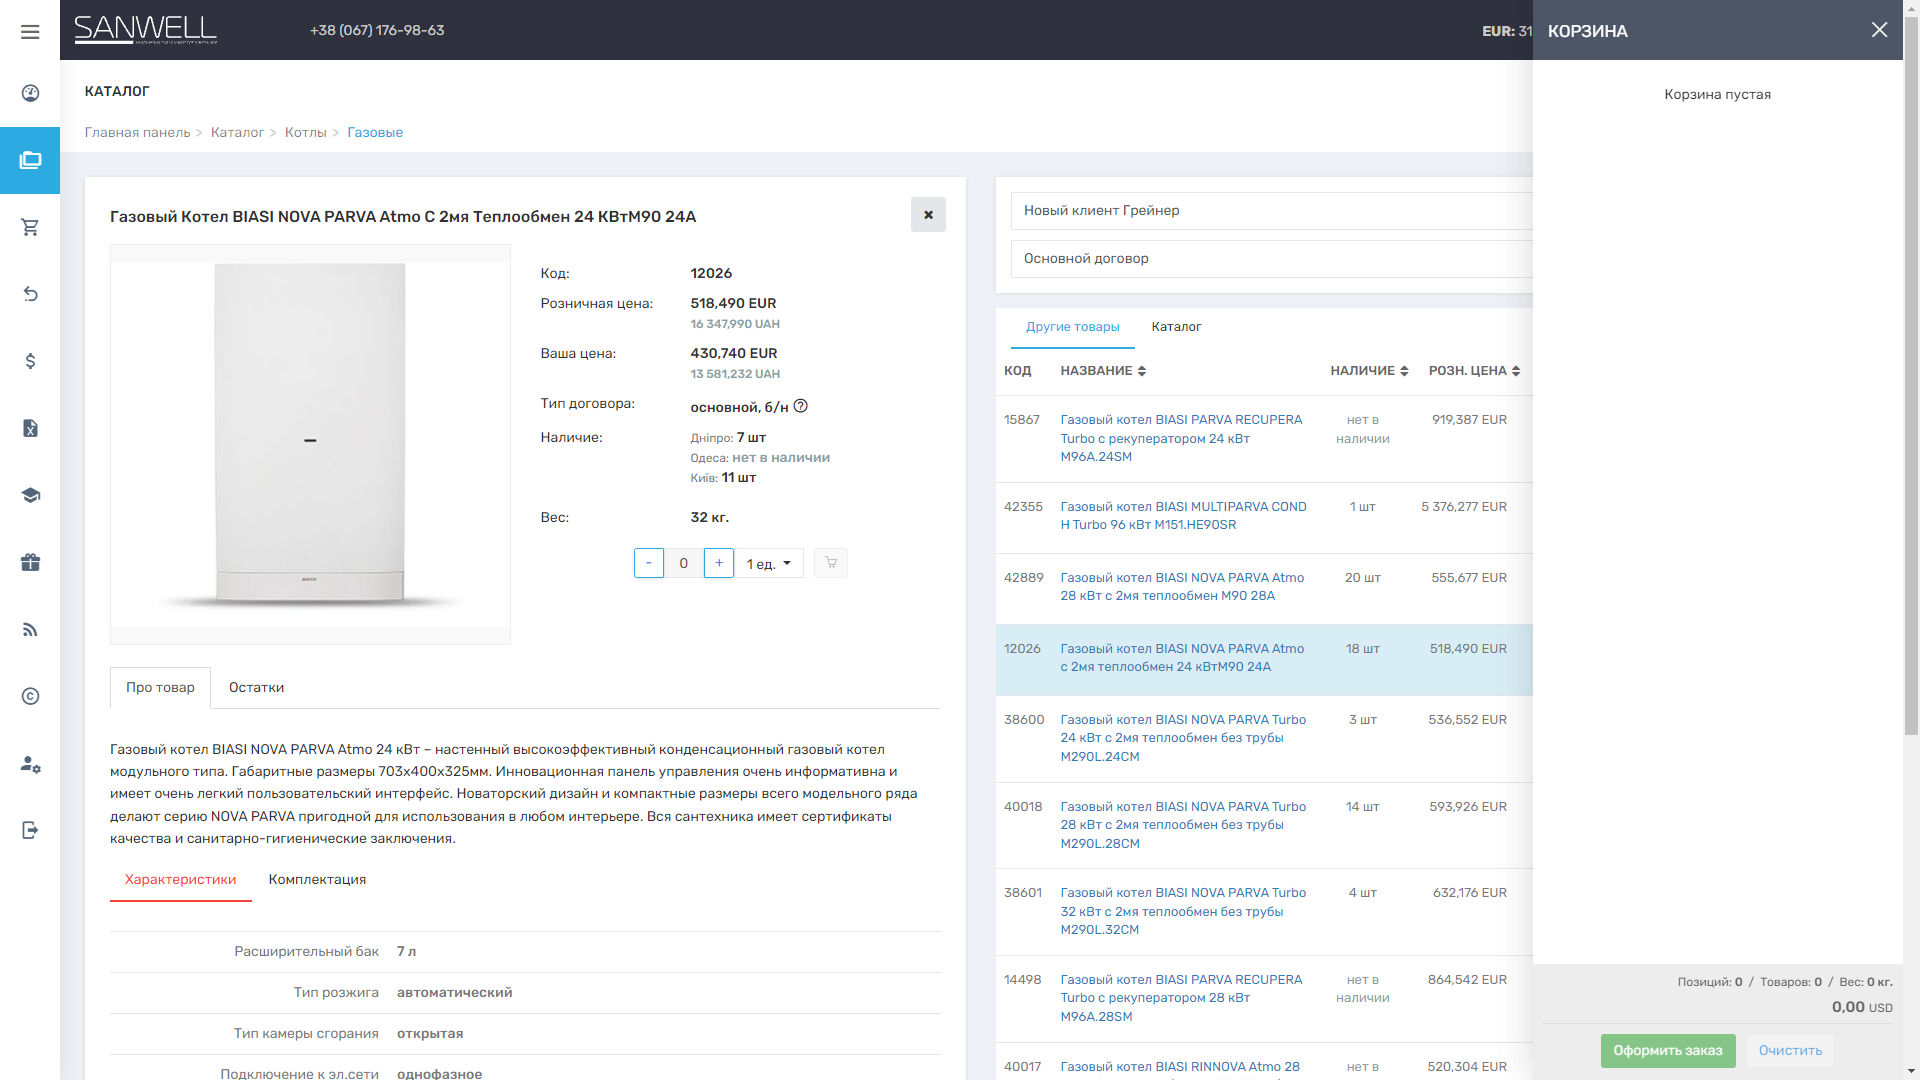 SANWELL
+38 (067) 176-98-63
EUR: 31
КОРЗИНА
КАТАЛОГ
Главная панель > Каталог > Котлы > Газовые
Корзина пустая
Газовый Котел BIASI NOVA PARVA Atmo С 2мя Теплообмен 24 КВтM90 24А
Код: 12026
Розничная цена: 518,490 EUR
16 347,990 UAH
Ваша цена: 430,740 EUR
13 581,232 UAH
Тип договора: основной, б/н
Наличие: Дніпро: 7 шт
Одеса: нет в наличии
Київ: 11 шт
Вес: 32 кг.
- 0 + 1 ед.
Про товар Остатки
Газовый котел BIASI NOVA PARVA Atmo 24 кВт – настенный высокоэффективный конденсационный газовый котел
модульного типа. Габаритные размеры 703х400х325мм. Инновационная панель управления очень информативна и
имеет очень легкий пользовательский интерфейс. Новаторский дизайн и компактные размеры всего модельного ряда
делают серию NOVA PARVA пригодной для использования в любом интерьере. Вся сантехника имеет сертификаты
качества и санитарно-гигиенические заключения.
Характеристики Комплектация
Расширительный бак 7 л
Тип розжига автоматический
Тип камеры сгорания открытая
Подключение к эл.сети однофазное
Новый клиент Грейнер
Основной договор
Другие товары Каталог
КОД НАЗВАНИЕ НАЛИЧИЕ РОЗН. ЦЕНА
15867 Газовый котел BIASI PARVA RECUPERA нет в 919,387 EUR
Turbo с рекуператором 24 кВт наличии
M96A.24SM
42355 Газовый котел BIASI MULTIPARVA COND 1 шт 5 376,277 EUR
H Turbo 96 кВт M151.HE90SR
42889 Газовый котел BIASI NOVA PARVA Atmo 20 шт 555,677 EUR
28 кВт с 2мя теплообмен M90 28А
12026 Газовый котел BIASI NOVA PARVA Atmo 18 шт 518,490 EUR
с 2мя теплообмен 24 кВтM90 24А
38600 Газовый котел BIASI NOVA PARVA Turbo 3 шт 536,552 EUR
24 кВт с 2мя теплообмен без трубы
M290L.24CM
40018 Газовый котел BIASI NOVA PARVA Turbo 14 шт 593,926 EUR
28 кВт с 2мя теплообмен без трубы
M290L.28CM
38601 Газовый котел BIASI NOVA PARVA Turbo 4 шт 632,176 EUR
32 кВт с 2мя теплообмен без трубы
M290L.32CM
14498 Газовый котел BIASI PARVA RECUPERA нет в 864,542 EUR
Turbo с рекуператором 28 кВт наличии
M96A.28SM
40017 Газовый котел BIASI RINNOVA Atmo 28 нет в 520,304 EUR
Позиций: 0 / Товаров: 0 / Вес: 0 кг.
0,00 USD
Оформить заказ Очистить